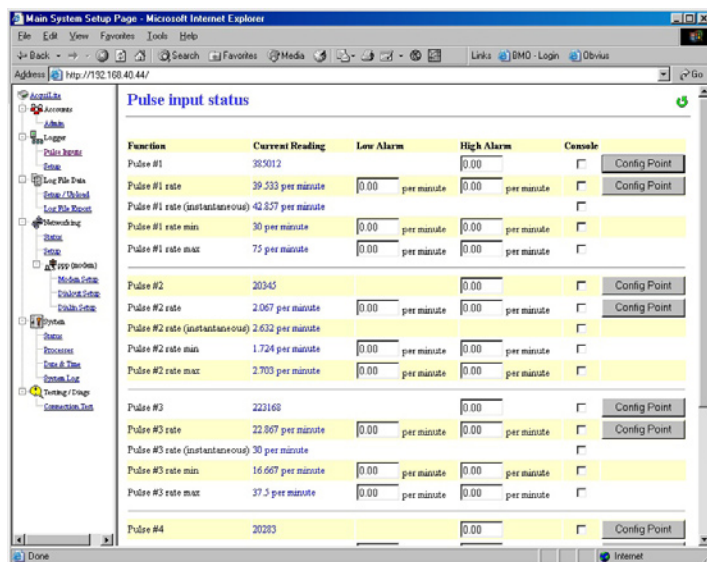 Main System Setup Page - Microsoft Internet Explorer
File Edit View Favorites Tools Help
Back Search Favorites Media Links BMO - Login Obvius
Address http://192.168.40.44/ Go
AcquiLite
Accounts
Admin
Logger
Pulse Inputs
Setup
Log File Data
Setup / Upload
Log File Export
Networking
Status
Setup
ppp (modem)
Modem Setup
Dialout Setup
Dialin Setup
System
Status
Processes
Date & Time
System Log
Testing / Diags
Connection Test
Pulse input status
Function Current Reading Low Alarm High Alarm Console
Pulse #1 385012 0.00 Config Point
Pulse #1 rate 39.533 per minute 0.00 per minute 0.00 per minute Config Point
Pulse #1 rate (instantaneous) 42.857 per minute
Pulse #1 rate min 30 per minute 0.00 per minute 0.00 per minute
Pulse #1 rate max 75 per minute 0.00 per minute 0.00 per minute
Pulse #2 20345 0.00 Config Point
Pulse #2 rate 2.067 per minute 0.00 per minute 0.00 per minute Config Point
Pulse #2 rate (instantaneous) 2.632 per minute
Pulse #2 rate min 1.724 per minute 0.00 per minute 0.00 per minute
Pulse #2 rate max 2.703 per minute 0.00 per minute 0.00 per minute
Pulse #3 223168 0.00 Config Point
Pulse #3 rate 22.867 per minute 0.00 per minute 0.00 per minute Config Point
Pulse #3 rate (instantaneous) 30 per minute
Pulse #3 rate min 16.667 per minute 0.00 per minute 0.00 per minute
Pulse #3 rate max 37.5 per minute 0.00 per minute 0.00 per minute
Pulse #4 20283 0.00 Config Point
Done Internet